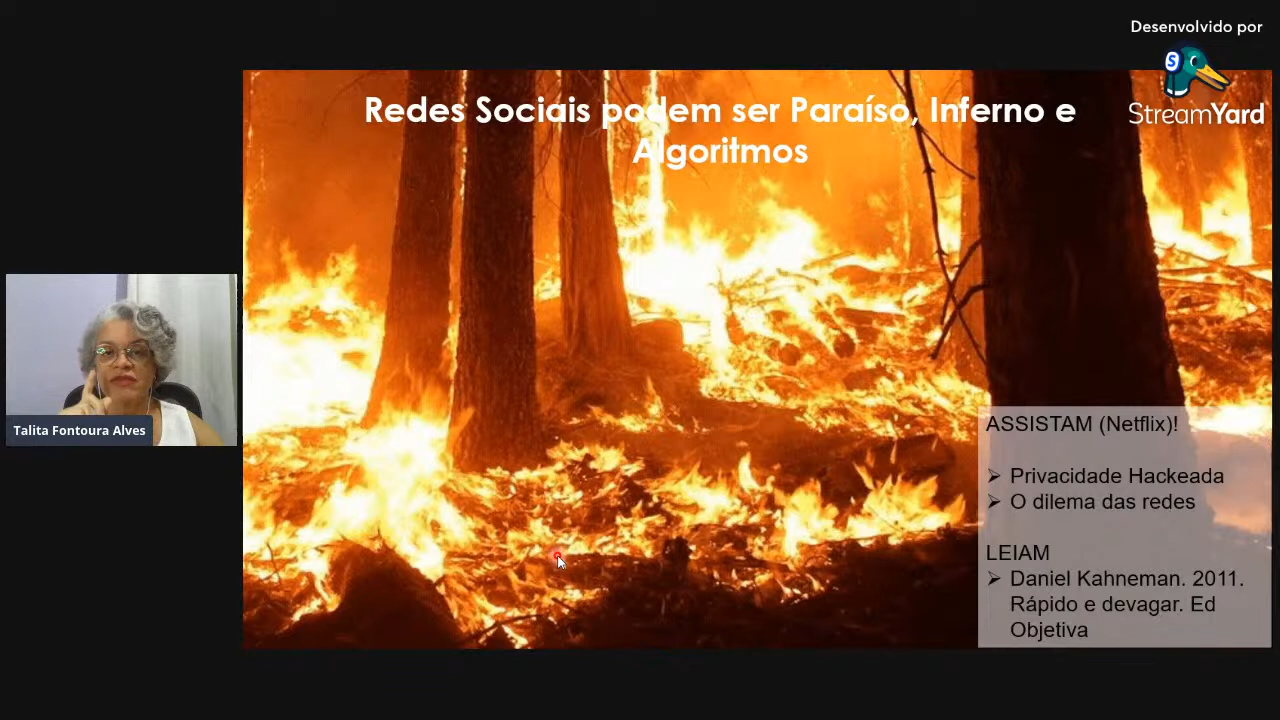 Desenvolvido por
S
StreamYard
Redes Sociais podem ser Paraíso, Inferno e
Algoritmos
Talita Fontoura Alves
ASSISTAM (Netflix)!
➢ Privacidade Hackeada
➢ O dilema das redes
LEIAM
➢ Daniel Kahneman. 2011.
Rápido e devagar. Ed
Objetiva